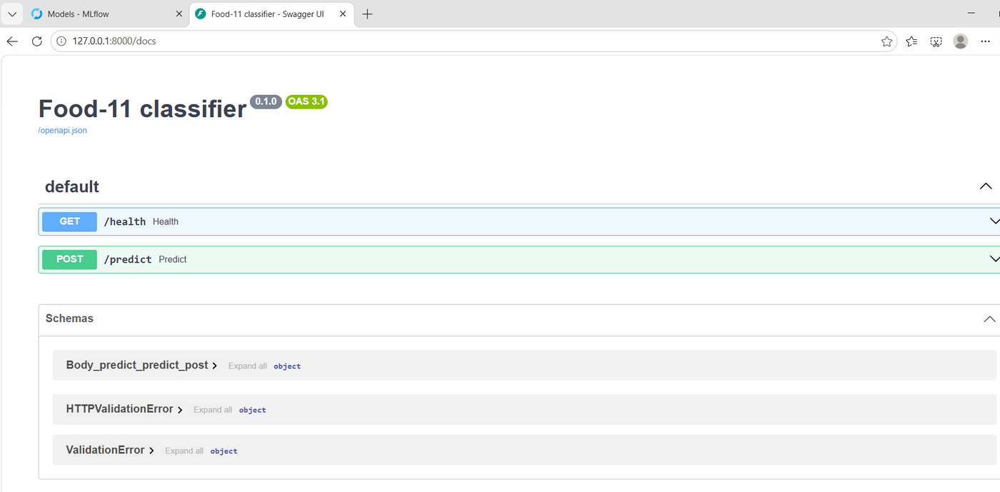 Models - MLflow
Food-11 classifier - Swagger UI
127.0.0.1:8000/docs
Food-11 classifier 0.1.0 OAS 3.1
/openapi.json
default
GET /health Health
POST /predict Predict
Schemas
Body_predict_predict_post Expand all object
HTTPValidationError Expand all object
ValidationError Expand all object